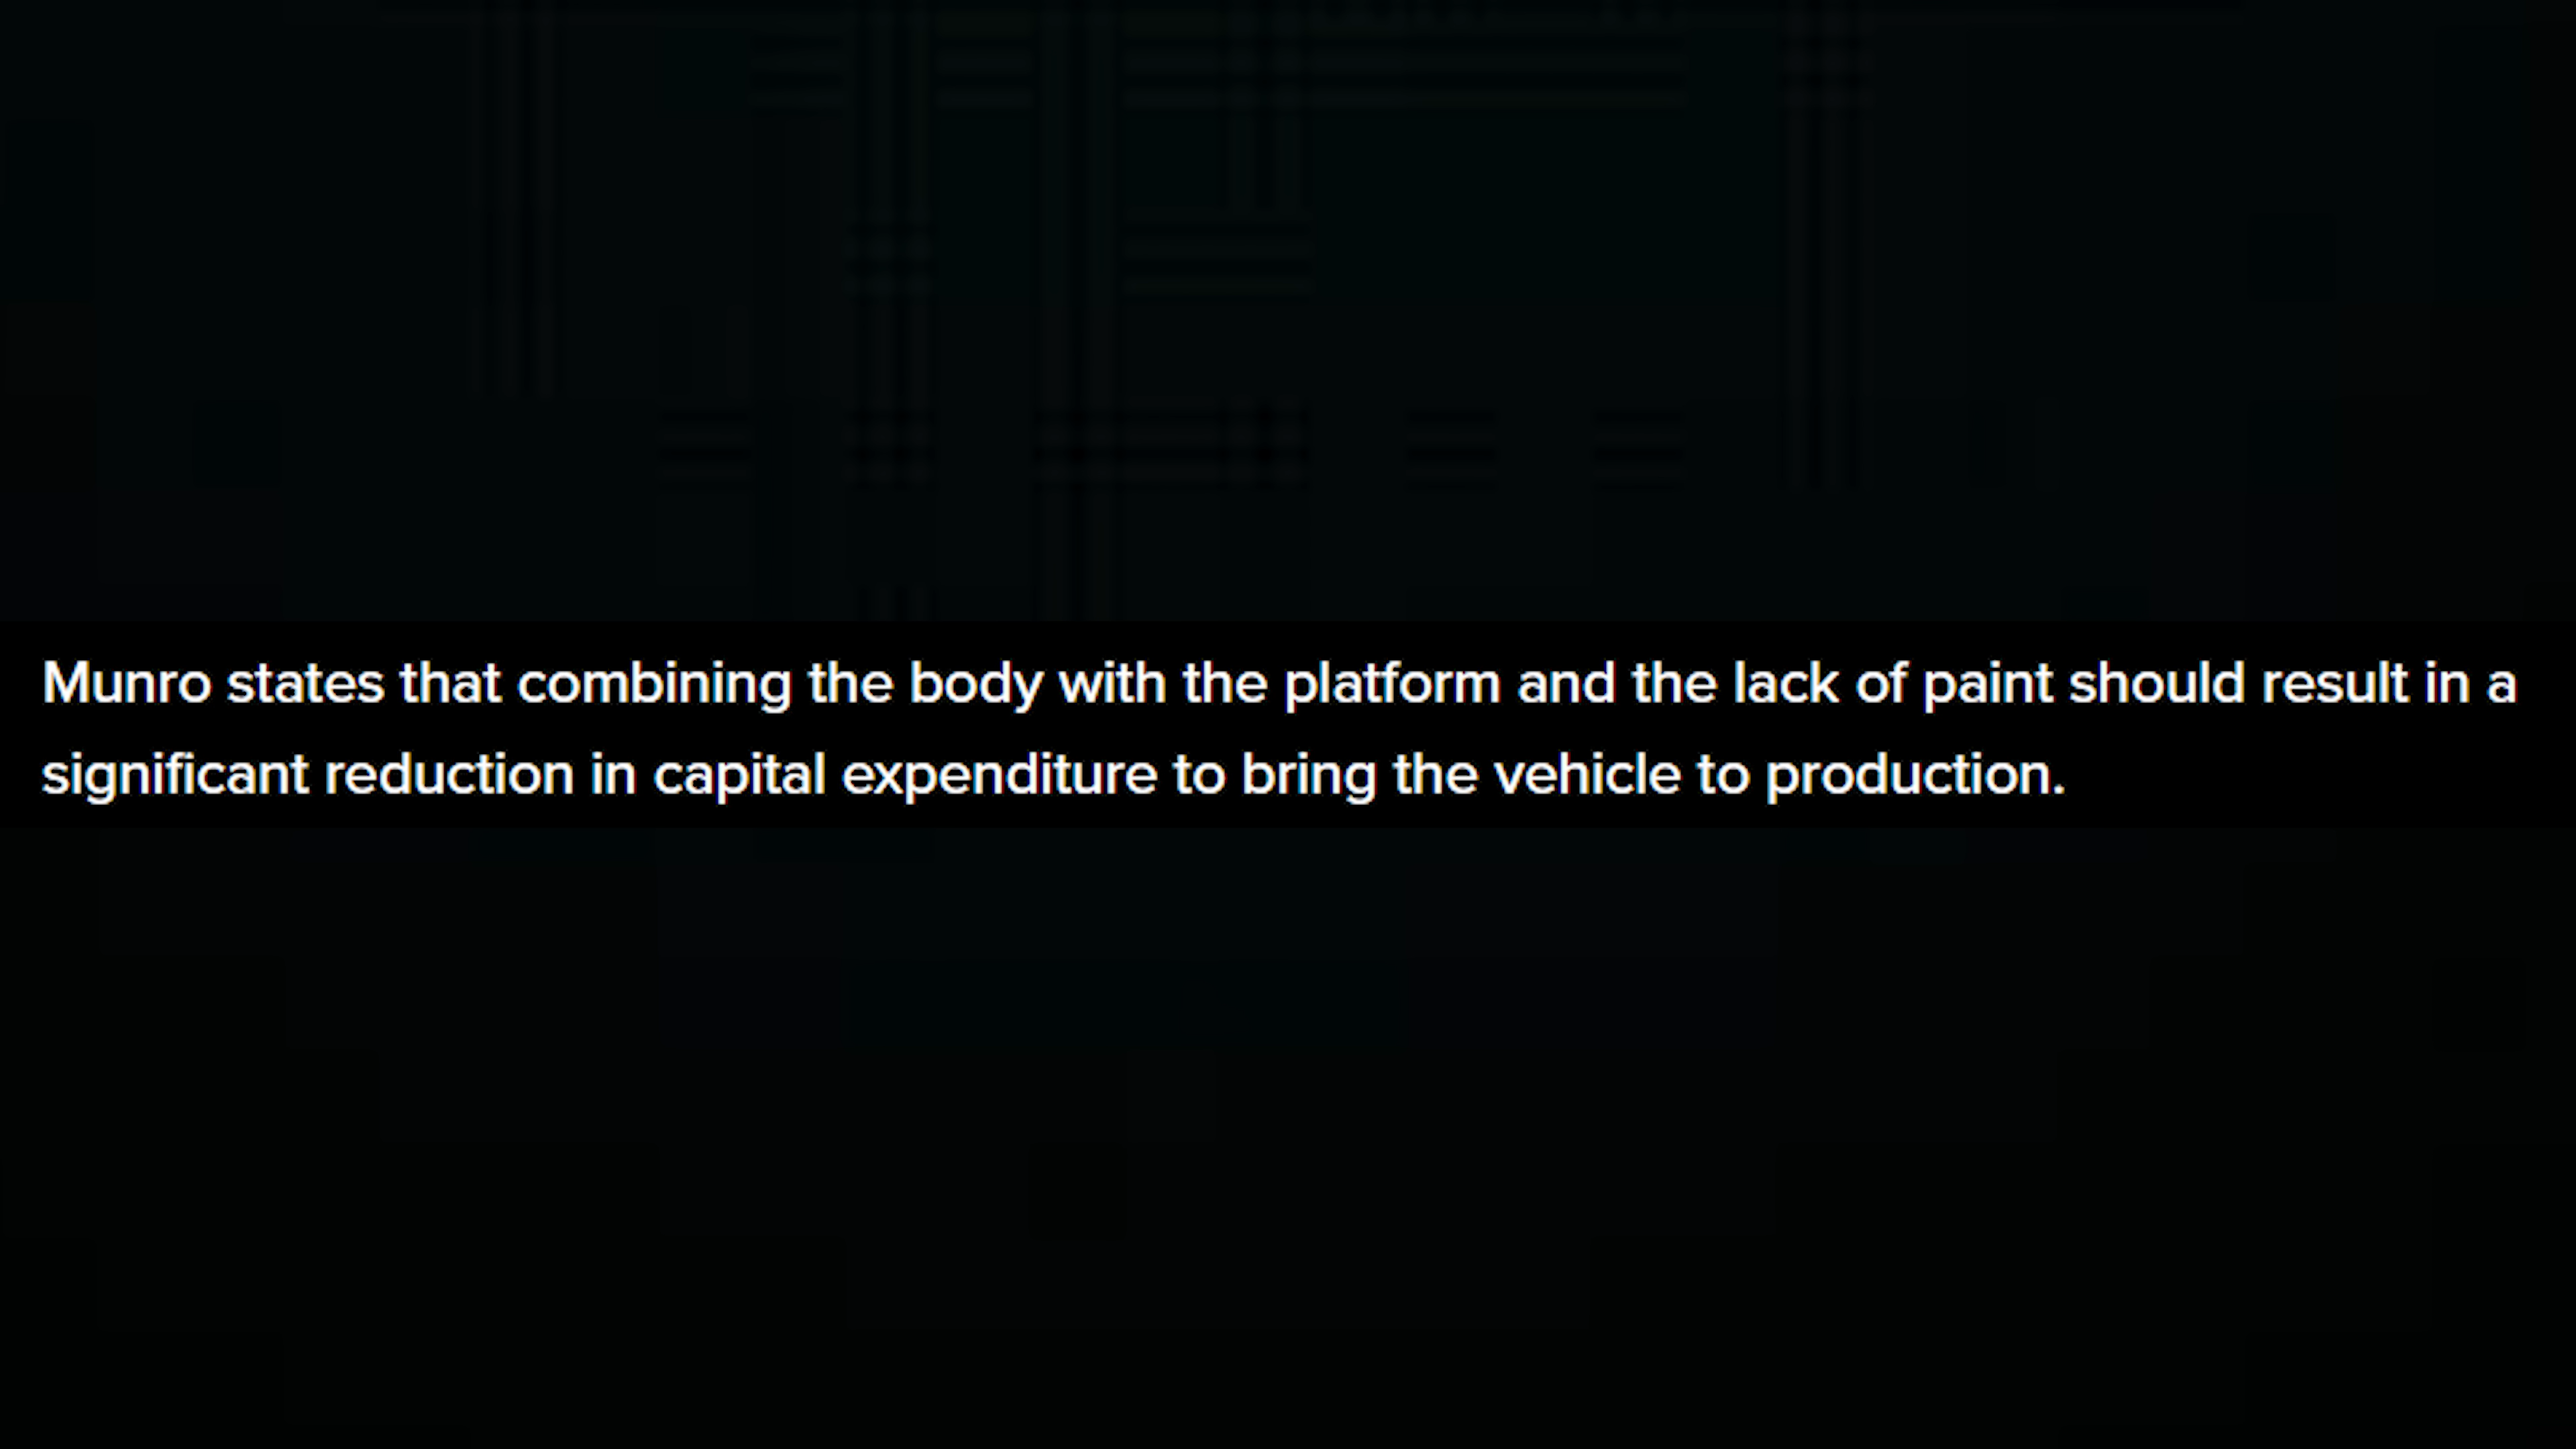 Munro states that combining the body with the platform and the lack of paint should result in a
significant reduction in capital expenditure to bring the vehicle to production.